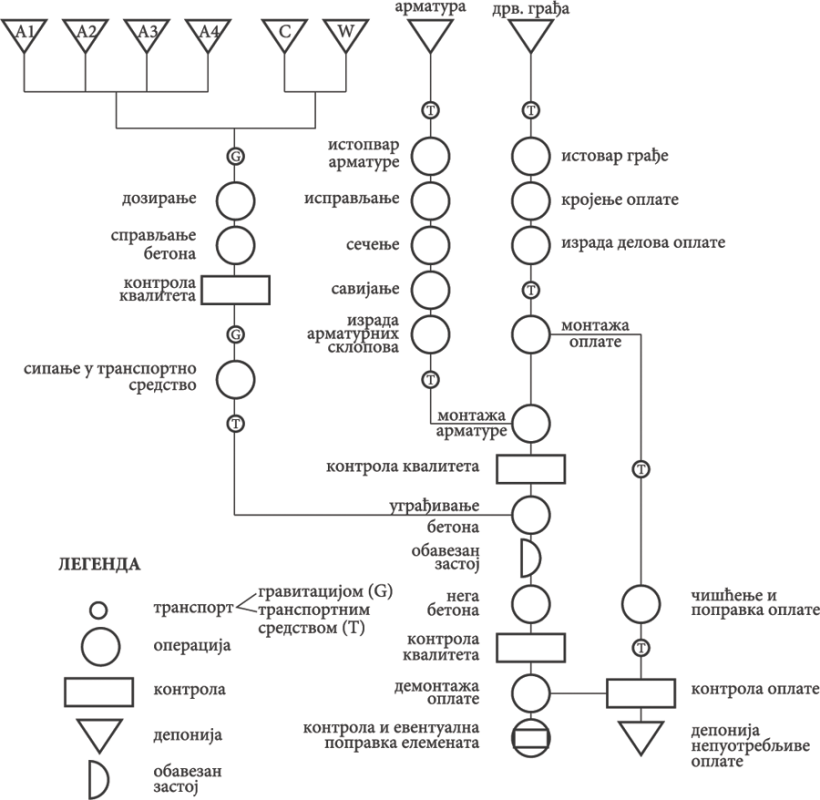 арматура
дрв. грађа
A1
A2
A3
A4
C
W
T
T
истопвар
арматуре
G
истовар грађе
дозирање
исправљање
кројење оплате
справљање
бетона
сечење
израда делова оплате
контрола
квалитета
савијање
T
G
израда
арматурних
склопова
монтажа
оплате
сипање у транспортно
средство
T
T
монтажа
арматуре
контрола квалитета
T
уграђивање
бетона
обавезан
застој
ЛЕГЕНДА
транспорт
гравитацијом (G)
транспортним
средством (T)
нега
бетона
чишћење и
поправка оплате
операција
контрола
квалитета
T
контрола
демонтажа
оплате
контрола оплате
депонија
контрола и евентуална
поправка елемената
депонија
непуотребљиве
оплате
обавезан
застој